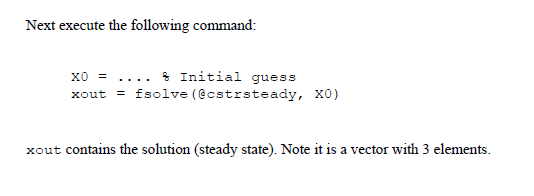 Next execute the following command:
X0 = .... % Initial guess
xout = fsolve(@cstrsteady, X0)
xout contains the solution (steady state). Note it is a vector with 3 elements.